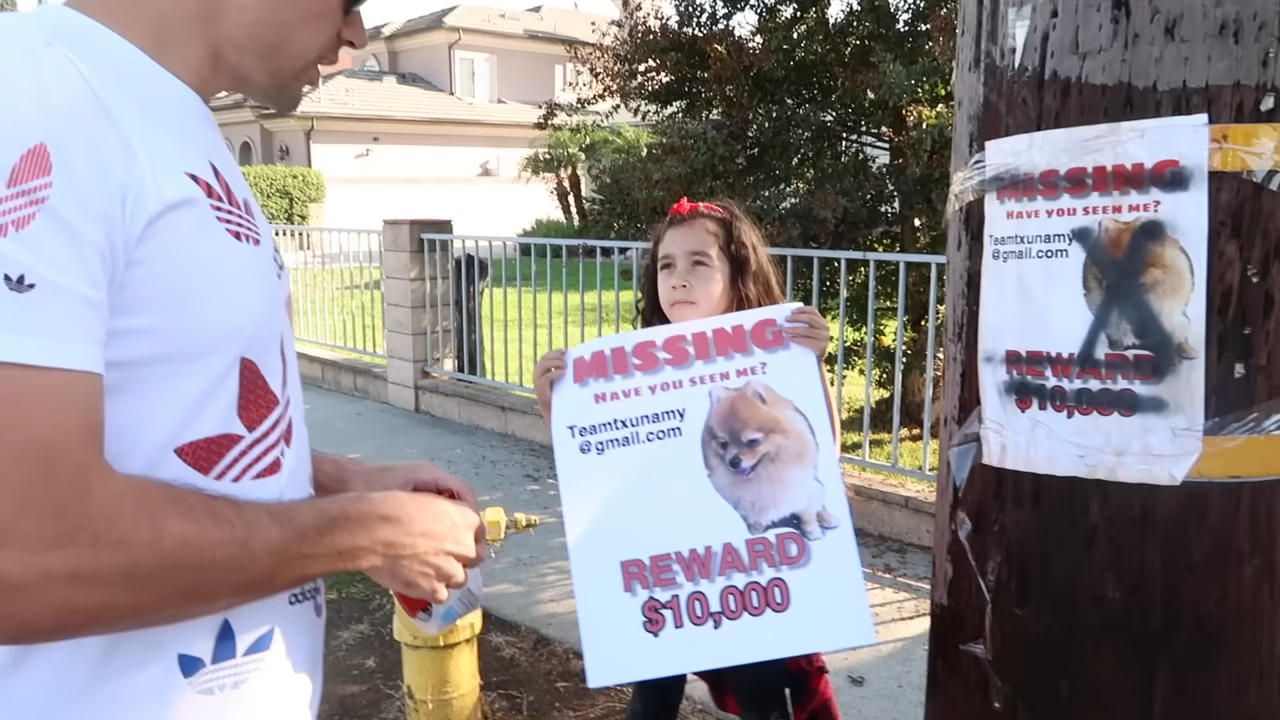 MISSING
HAVE YOU SEEN ME?
Teamtxunamy
@gmail.com
REWARD
$10,000
MISSING
HAVE YOU SEEN ME?
Teamtxunamy
@gmail.com
REWARD
$10,000
adidas